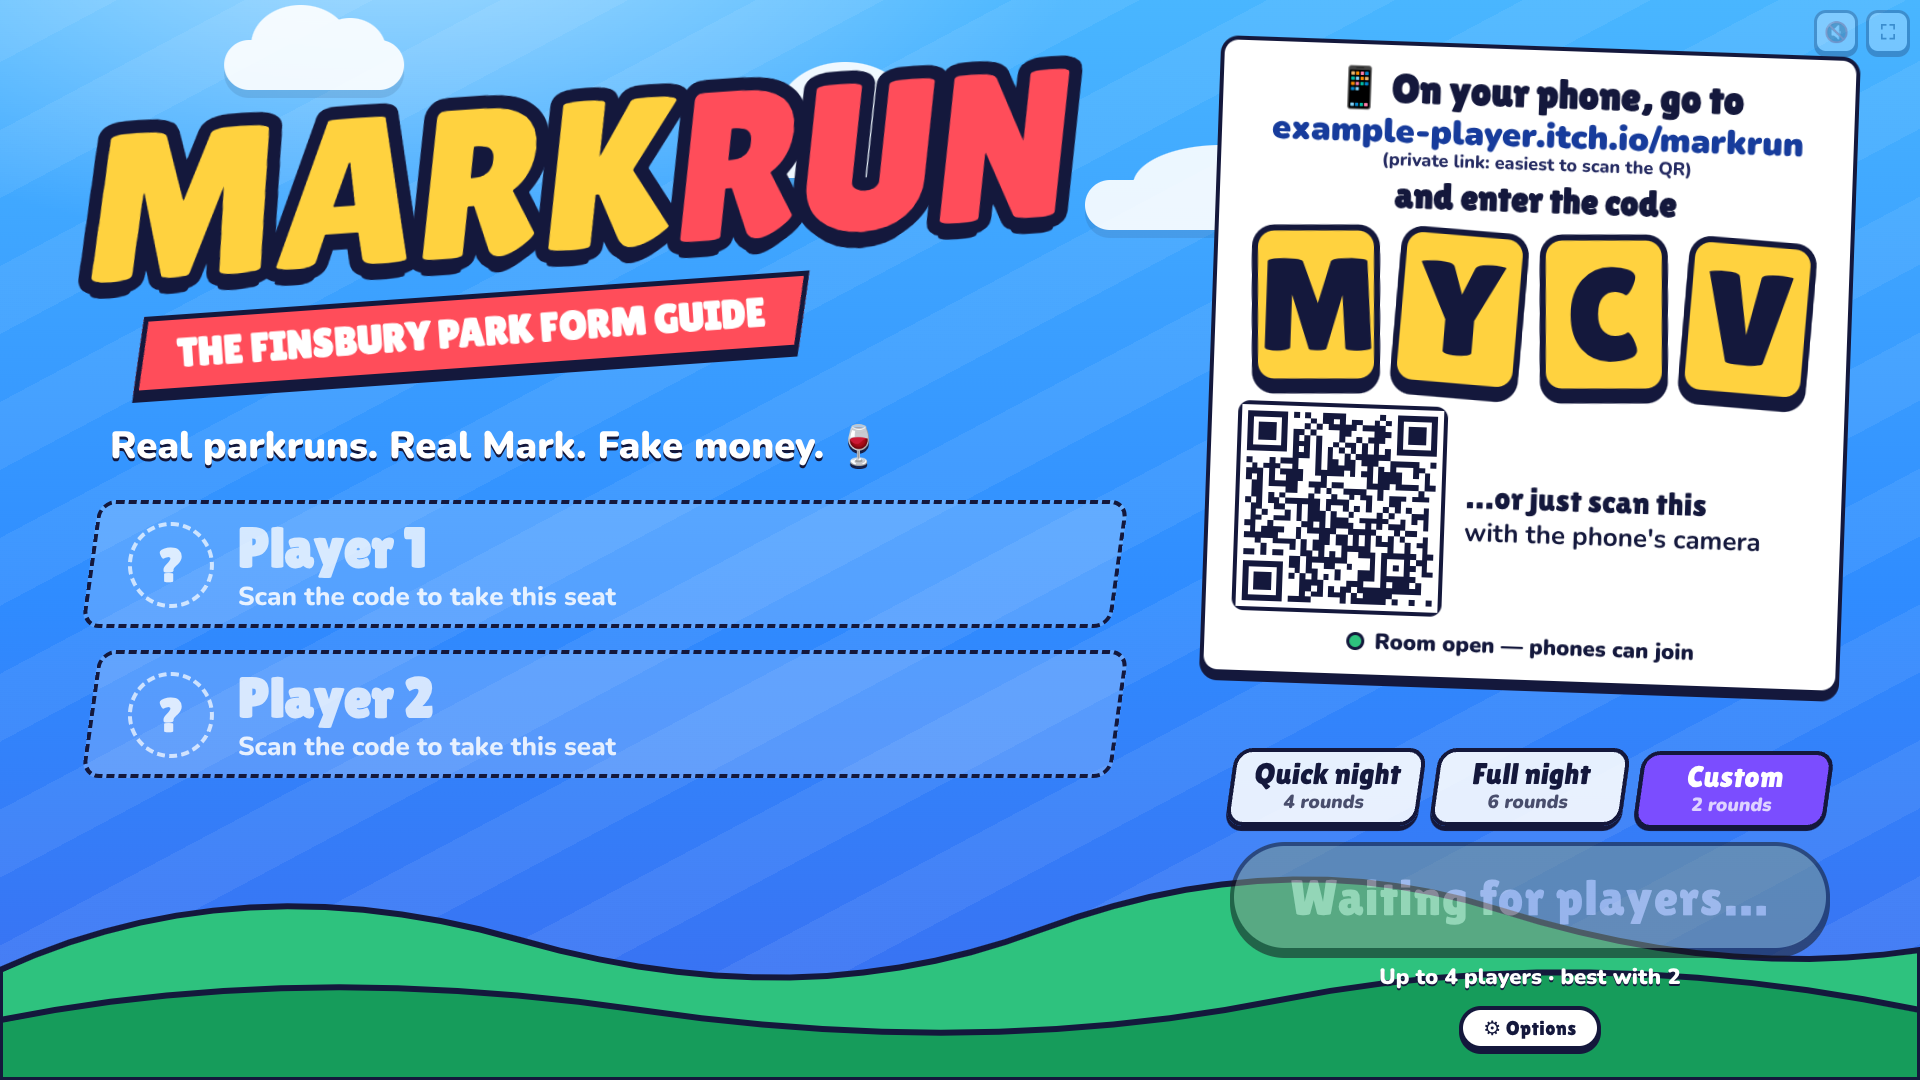 MARKRUN
THE FINSBURY PARK FORM GUIDE
Real parkruns. Real Mark. Fake money.
?
Player 1
Scan the code to take this seat
?
Player 2
Scan the code to take this seat
On your phone, go to
example-player.itch.io/markrun
(private link: easiest to scan the QR)
and enter the code
M Y C V
...or just scan this
with the phone's camera
Room open — phones can join
Quick night
4 rounds
Full night
6 rounds
Custom
2 rounds
Waiting for players...
Up to 4 players · best with 2
⚙ Options